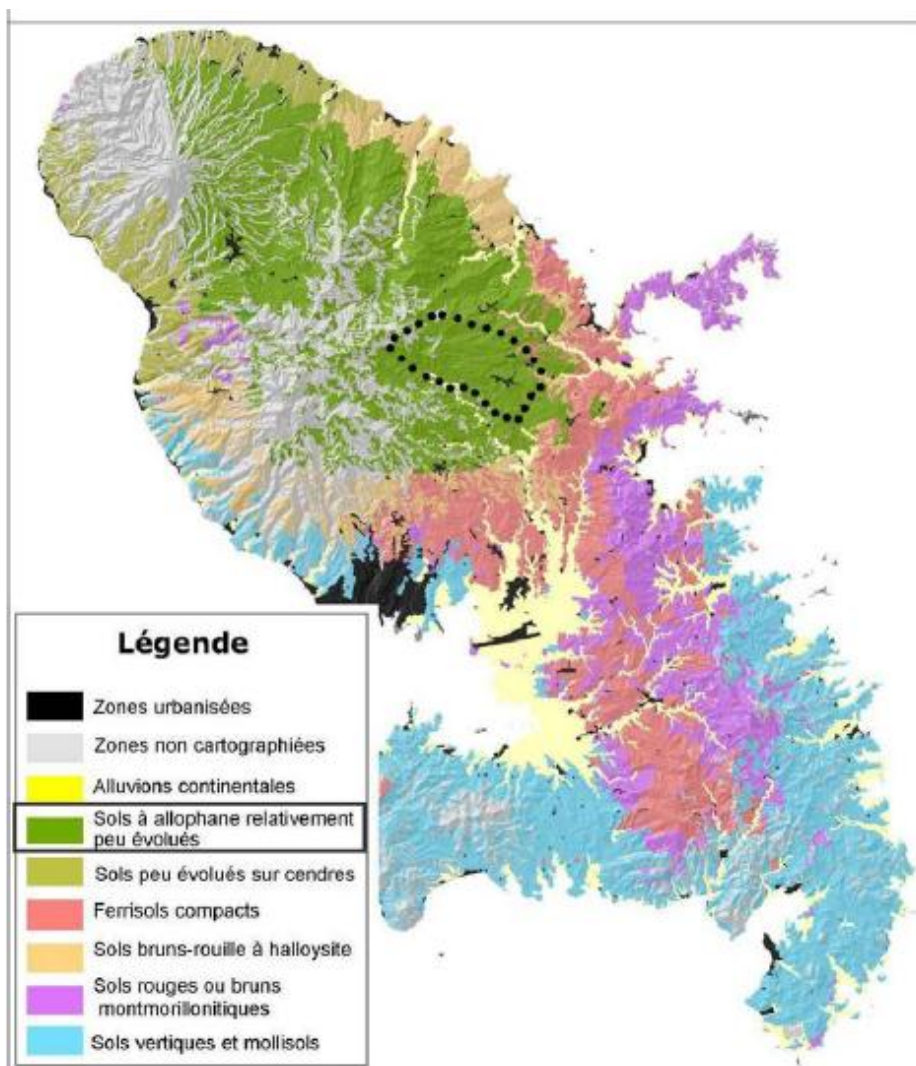 Légende
Zones urbanisées
Zones non cartographiées
Alluvions continentales
Sols à allophane relativement
peu évolués
Sols peu évolués sur cendres
Ferrisols compacts
Sols bruns-rouille à halloysite
Sols rouges ou bruns
montmorillonitiques
Sols vertiques et mollisols